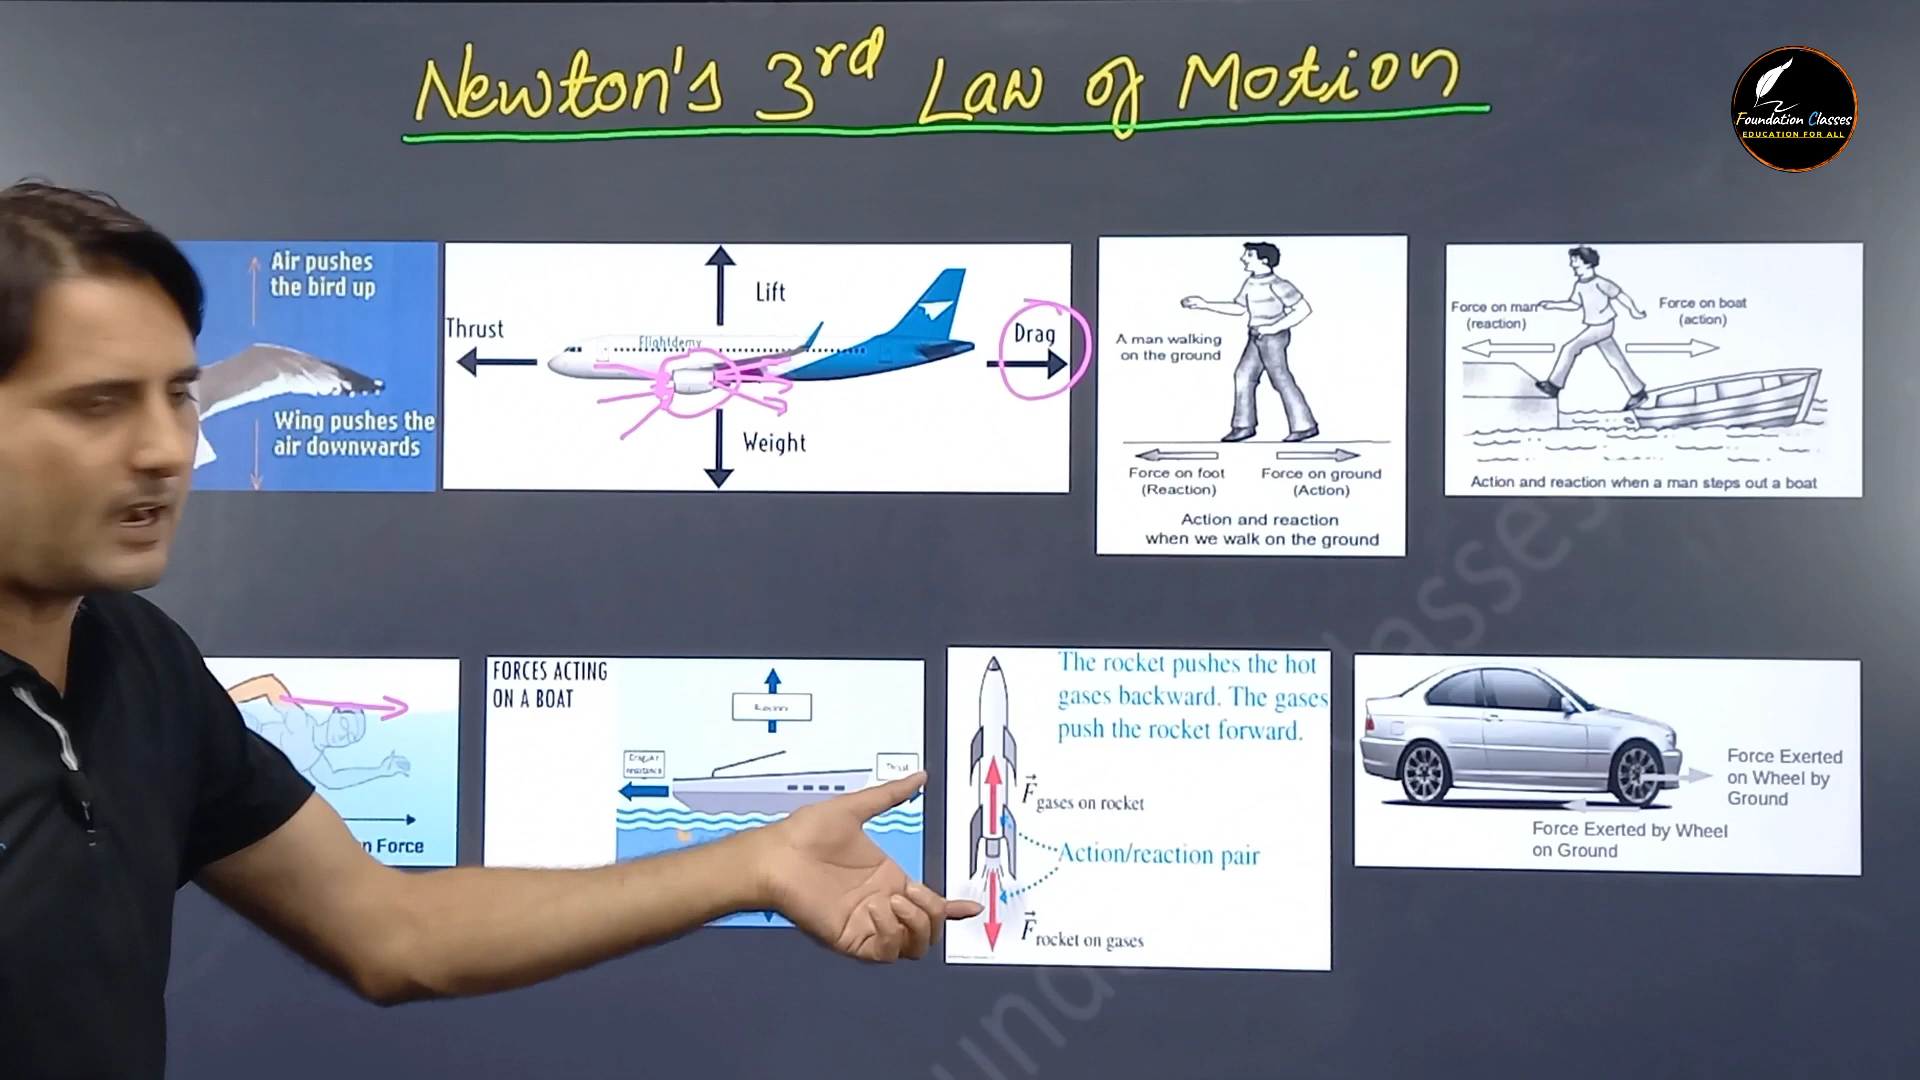 Newton's 3rd Law of Motion
Foundation Classes
EDUCATION FOR ALL
Air pushes
the bird up
Wing pushes the
air downwards
Thrust
Lift
Flightdemy
Drag
Weight
A man walking
on the ground
Force on foot
(Reaction)
Force on ground
(Action)
Action and reaction
when we walk on the ground
Force on man
(reaction)
Force on boat
(action)
Action and reaction when a man steps out a boat
Force
FORCES ACTING
ON A BOAT
Thrust
The rocket pushes the hot
gases backward. The gases
push the rocket forward.
F gases on rocket
Action/reaction pair
F rocket on gases
Force Exerted
on Wheel by
Ground
Force Exerted by Wheel
on Ground